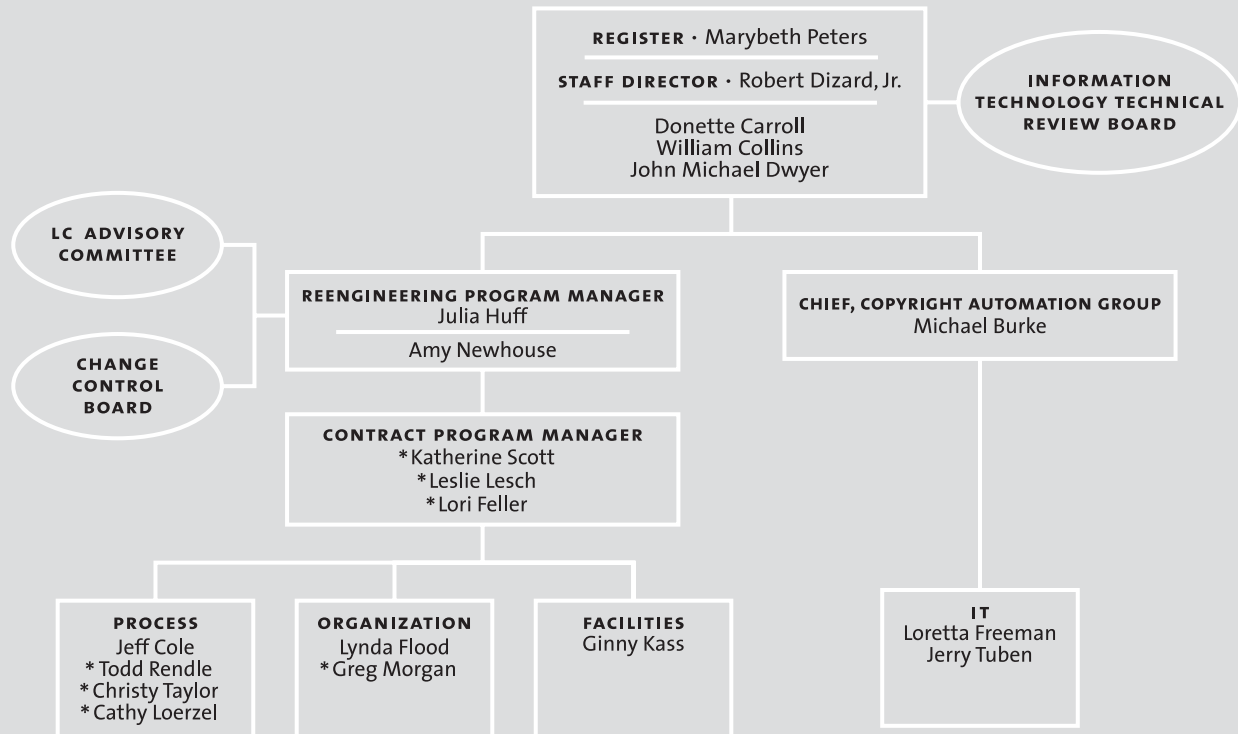 REGISTER · Marybeth Peters
STAFF DIRECTOR · Robert Dizard, Jr.
Donette Carroll
William Collins
John Michael Dwyer
INFORMATION
TECHNOLOGY TECHNICAL
REVIEW BOARD
LC ADVISORY
COMMITTEE
CHANGE
CONTROL
BOARD
REENGINEERING PROGRAM MANAGER
Julia Huff
Amy Newhouse
CHIEF, COPYRIGHT AUTOMATION GROUP
Michael Burke
CONTRACT PROGRAM MANAGER
*Katherine Scott
*Leslie Lesch
*Lori Feller
PROCESS
Jeff Cole
*Todd Rendle
*Christy Taylor
*Cathy Loerzel
ORGANIZATION
Lynda Flood
*Greg Morgan
FACILITIES
Ginny Kass
IT
Loretta Freeman
Jerry Tuben